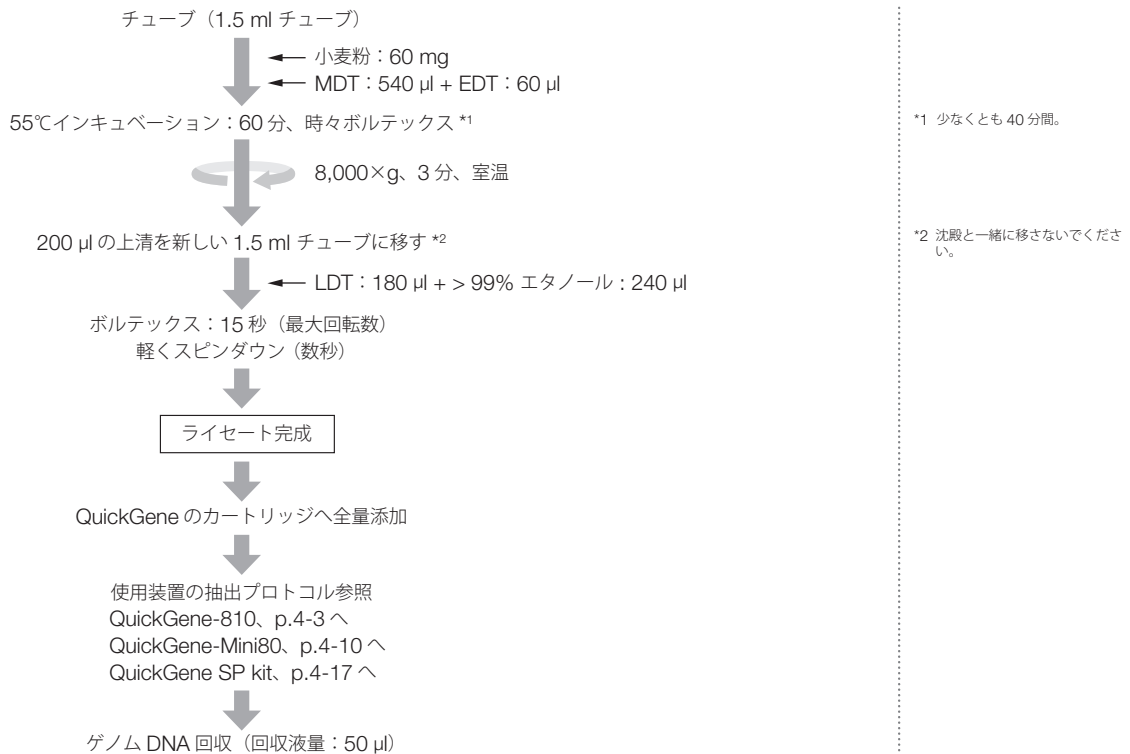 チューブ（1.5 ml チューブ）
小麦粉：60 mg
MDT：540 µl + EDT：60 µl
55℃インキュベーション：60 分、時々ボルテックス *1
*1 少なくとも 40 分間。
8,000×g、3 分、室温
200 µl の上清を新しい 1.5 ml チューブに移す *2
*2 沈殿と一緒に移さないでくださ
い。
LDT：180 µl + > 99% エタノール : 240 µl
ボルテックス：15 秒（最大回転数）
軽くスピンダウン（数秒）
ライセート完成
QuickGene のカートリッジへ全量添加
使用装置の抽出プロトコル参照
QuickGene-810、p.4-3 へ
QuickGene-Mini80、p.4-10 へ
QuickGene SP kit、p.4-17 へ
ゲノム DNA 回収（回収液量：50 µl）